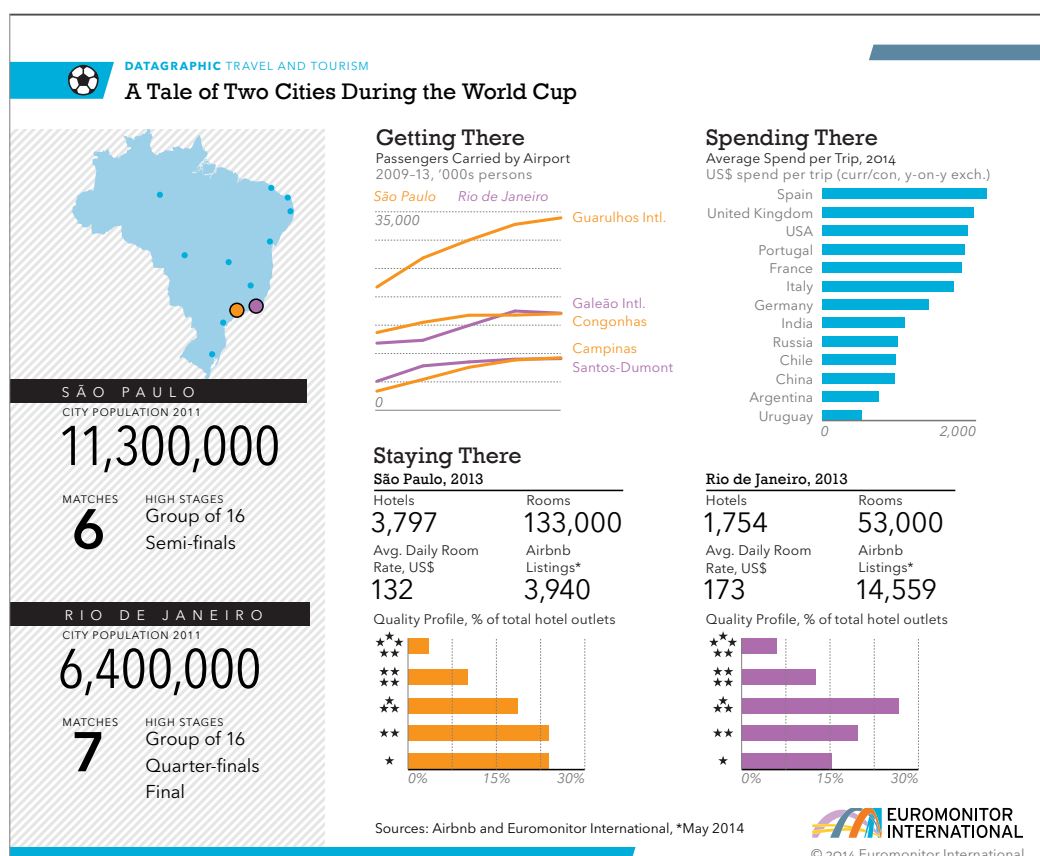 DATAGRAPHIC TRAVEL AND TOURISM
A Tale of Two Cities During the World Cup
SÃO PAULO
CITY POPULATION 2011
11,300,000
MATCHES
6
HIGH STAGES
Group of 16
Semi-finals
RIO DE JANEIRO
CITY POPULATION 2011
6,400,000
MATCHES
7
HIGH STAGES
Group of 16
Quarter-finals
Final
Getting There
Passengers Carried by Airport
2009-13, '000s persons
São Paulo Rio de Janeiro
35,000
Guarulhos Intl.
Galeão Intl.
Congonhas
Campinas
Santos-Dumont
0
Spending There
Average Spend per Trip, 2014
US$ spend per trip (curr/con, y-on-y exch.)
Spain
United Kingdom
USA
Portugal
France
Italy
Germany
India
Russia
Chile
China
Argentina
Uruguay
0 2,000
Staying There
São Paulo, 2013
Hotels
3,797
Rooms
133,000
Avg. Daily Room
Rate, US$
132
Airbnb
Listings*
3,940
Quality Profile, % of total hotel outlets
0% 15% 30%
Rio de Janeiro, 2013
Hotels
1,754
Rooms
53,000
Avg. Daily Room
Rate, US$
173
Airbnb
Listings*
14,559
Quality Profile, % of total hotel outlets
0% 15% 30%
Sources: Airbnb and Euromonitor International, *May 2014
EUROMONITOR
INTERNATIONAL
© 2014 Euromonitor International